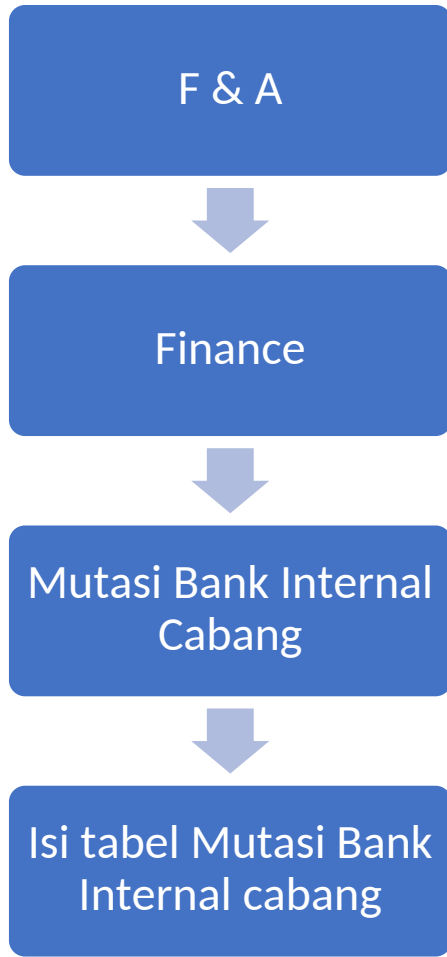 F & A
Finance
Mutasi Bank Internal
Cabang
Isi tabel Mutasi Bank
Internal cabang